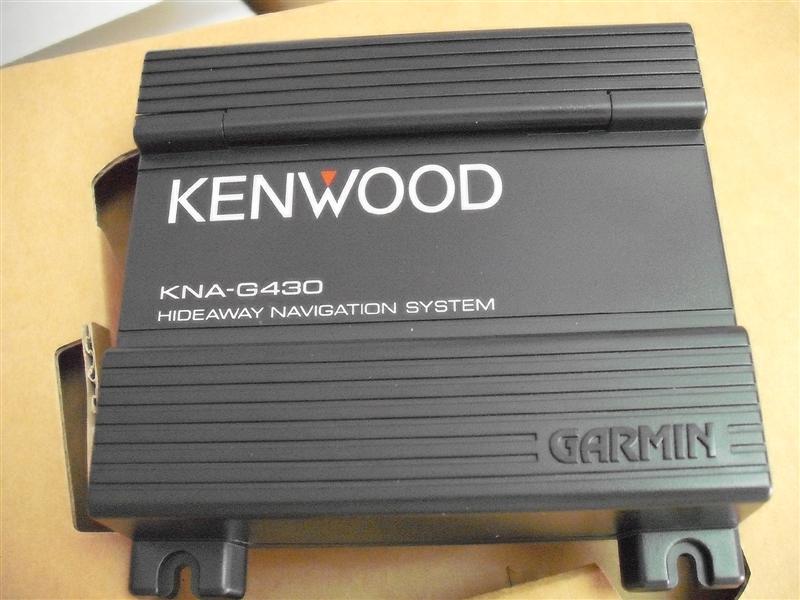 KENWOOD
KNA-G430
HIDEAWAY NAVIGATION SYSTEM
GARMIN